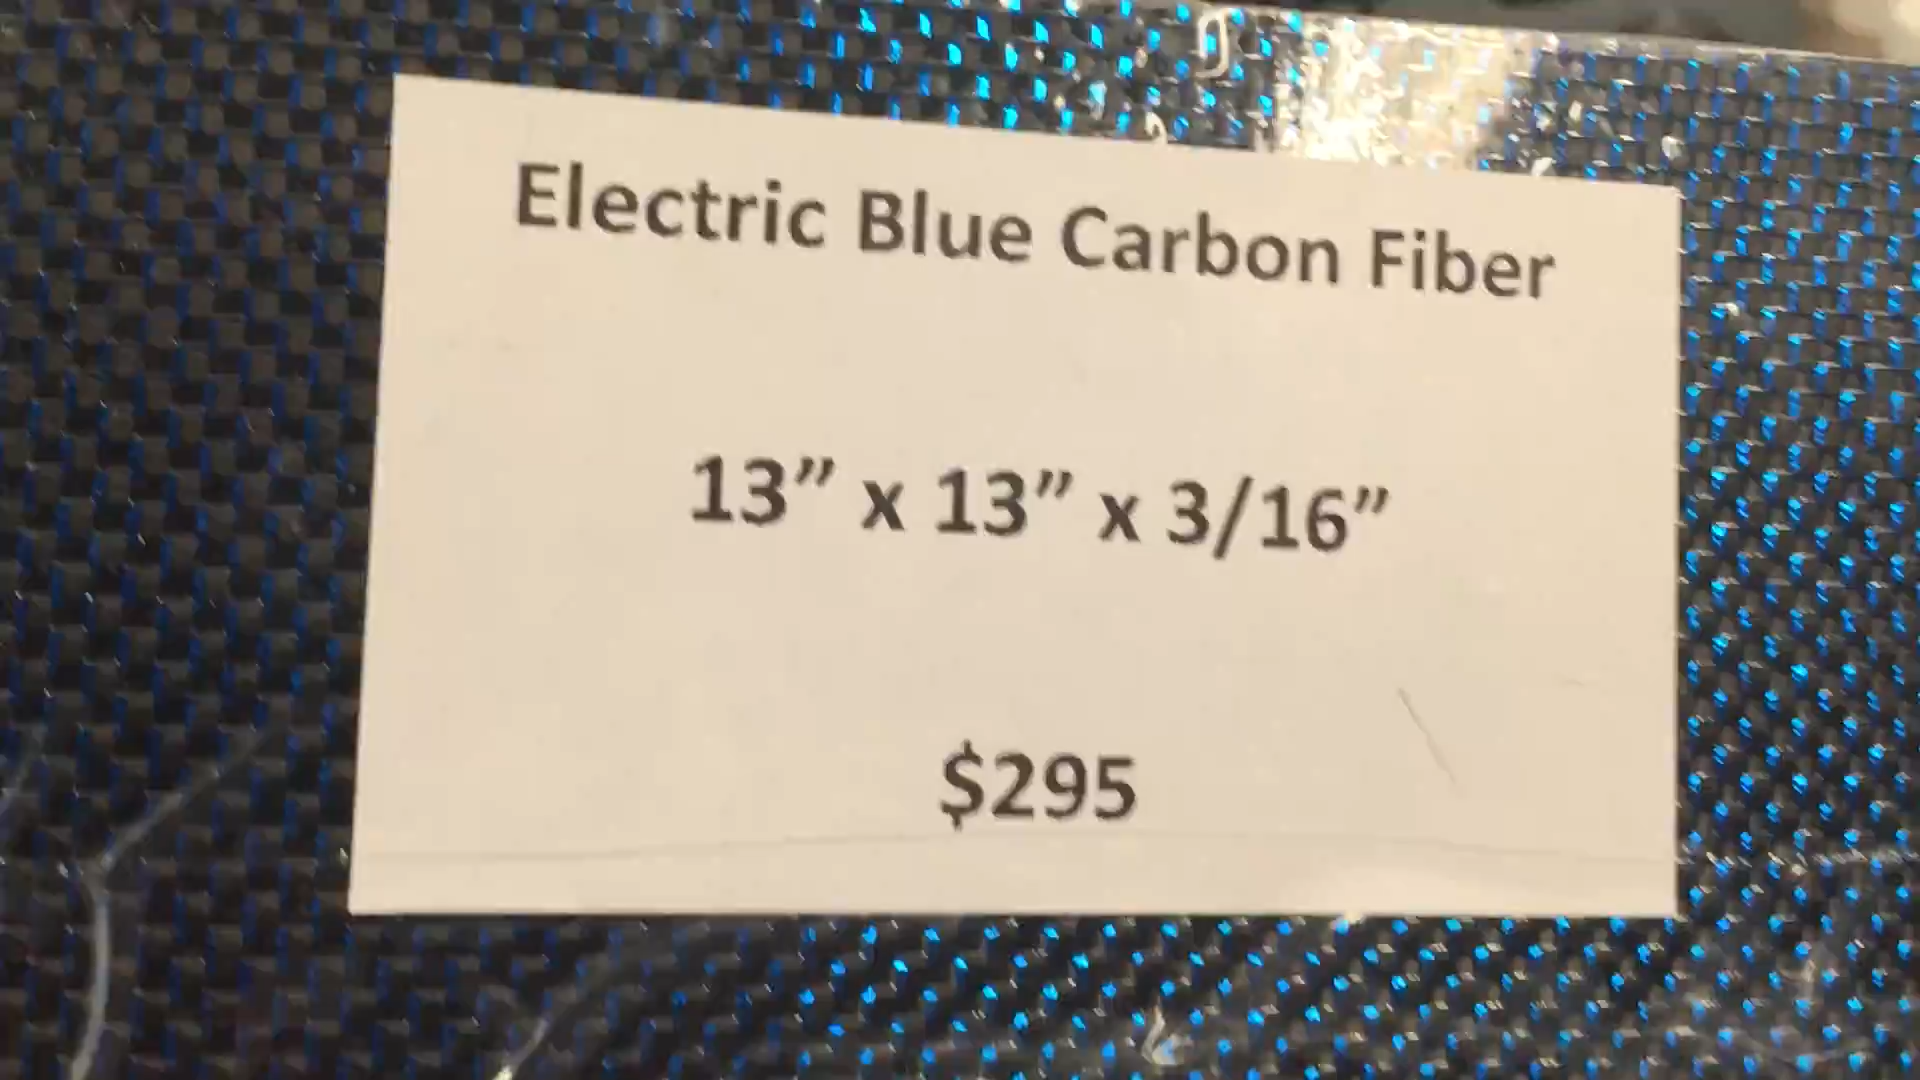 Electric Blue Carbon Fiber
13” x 13” x 3/16”
$295